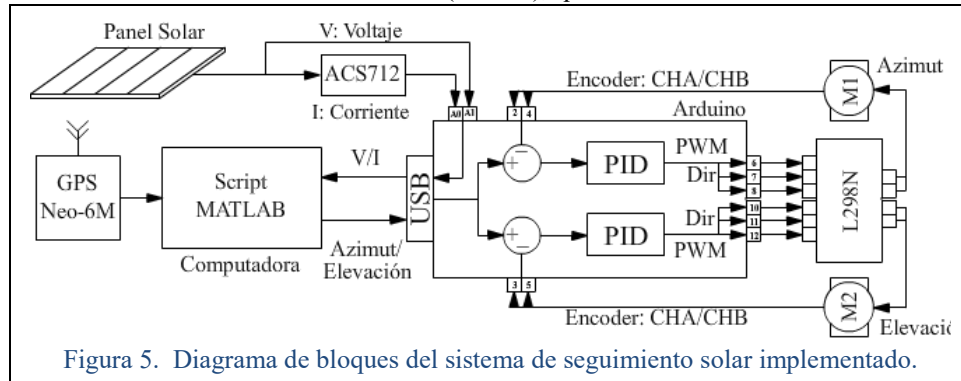 Panel Solar
V: Voltaje
ACS712
I: Corriente
A0 A1
Encoder: CHA/CHB
2 4
Arduino
M1
Azimut
GPS
Neo-6M
Script
MATLAB
Computadora
V/I
USB
Azimut/
Elevación
+ −
PID
PWM
Dir
6
7
8
+ −
PID
Dir
PWM
10
11
12
L298N
3 5
Encoder: CHA/CHB
M2
Elevació
Figura 5. Diagrama de bloques del sistema de seguimiento solar implementado.